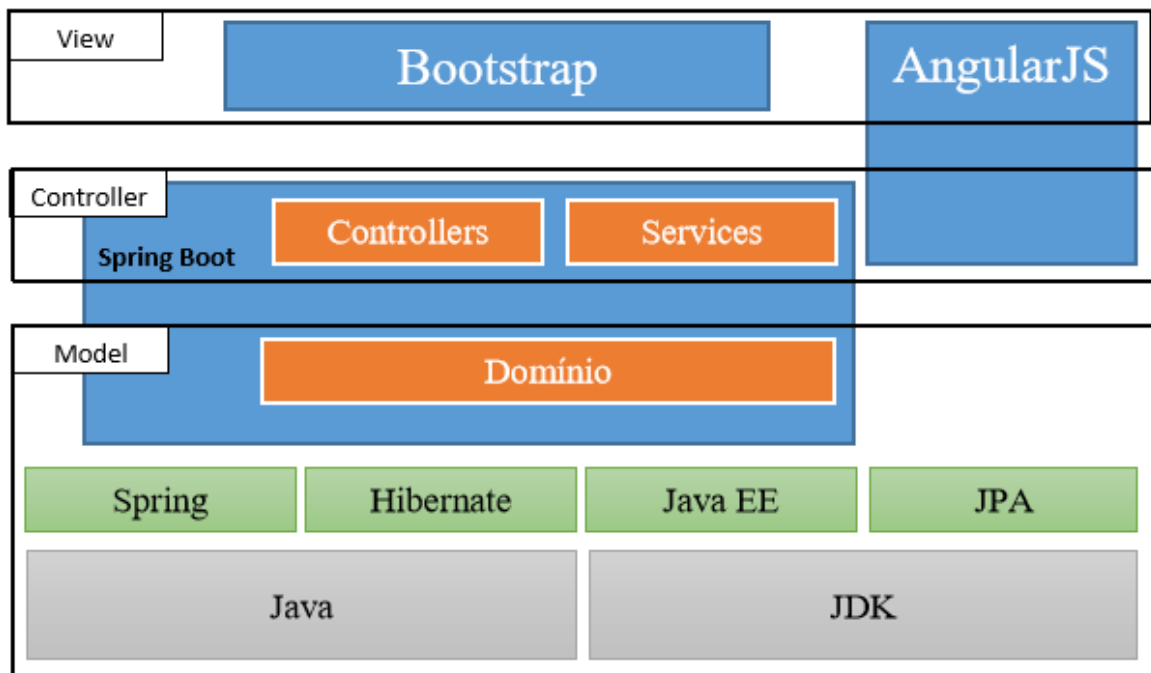 View
Bootstrap
AngularJS
Controller
Controllers
Services
Spring Boot
Model
Domínio
Spring
Hibernate
Java EE
JPA
Java
JDK